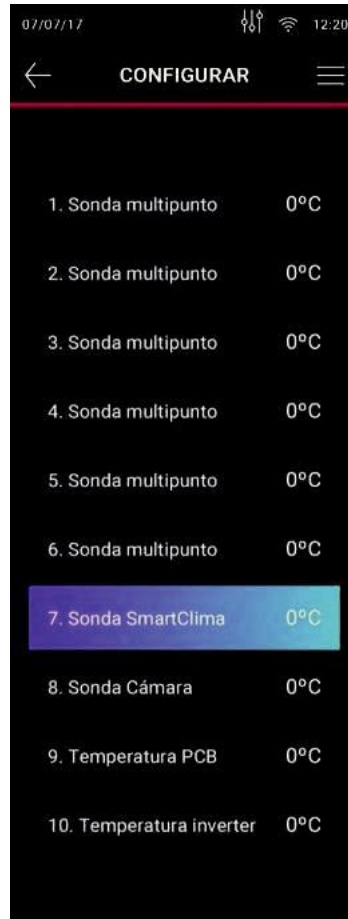 07/07/17 12:20
CONFIGURAR
1. Sonda multipunto 0ºC
2. Sonda multipunto 0ºC
3. Sonda multipunto 0ºC
4. Sonda multipunto 0ºC
5. Sonda multipunto 0ºC
6. Sonda multipunto 0ºC
7. Sonda SmartClima 0ºC
8. Sonda Cámara 0ºC
9. Temperatura PCB 0ºC
10. Temperatura inverter 0ºC